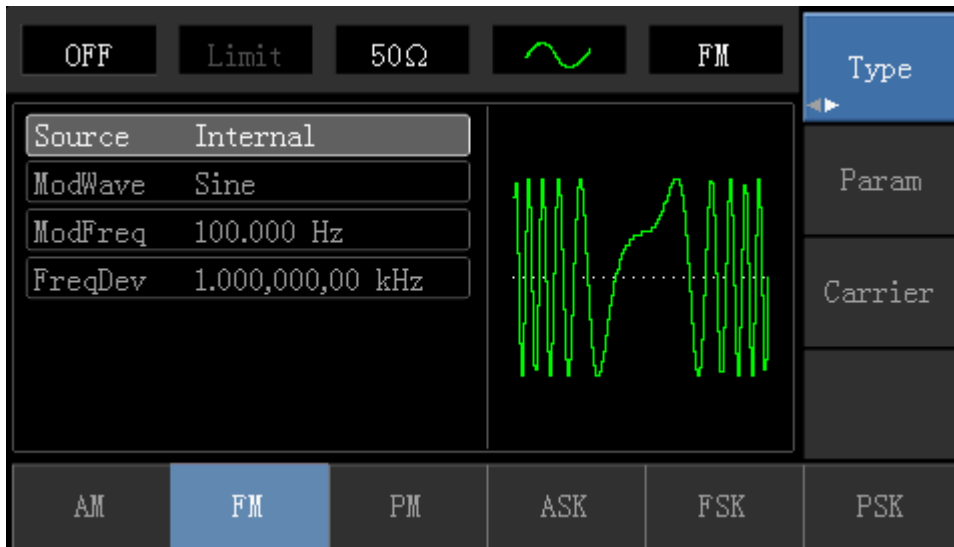 OFF Limit 50Ω FM
Type
Source Internal
ModWave Sine
ModFreq 100.000 Hz
FreqDev 1.000,000,00 kHz
Param
Carrier
AM FM PM ASK FSK PSK